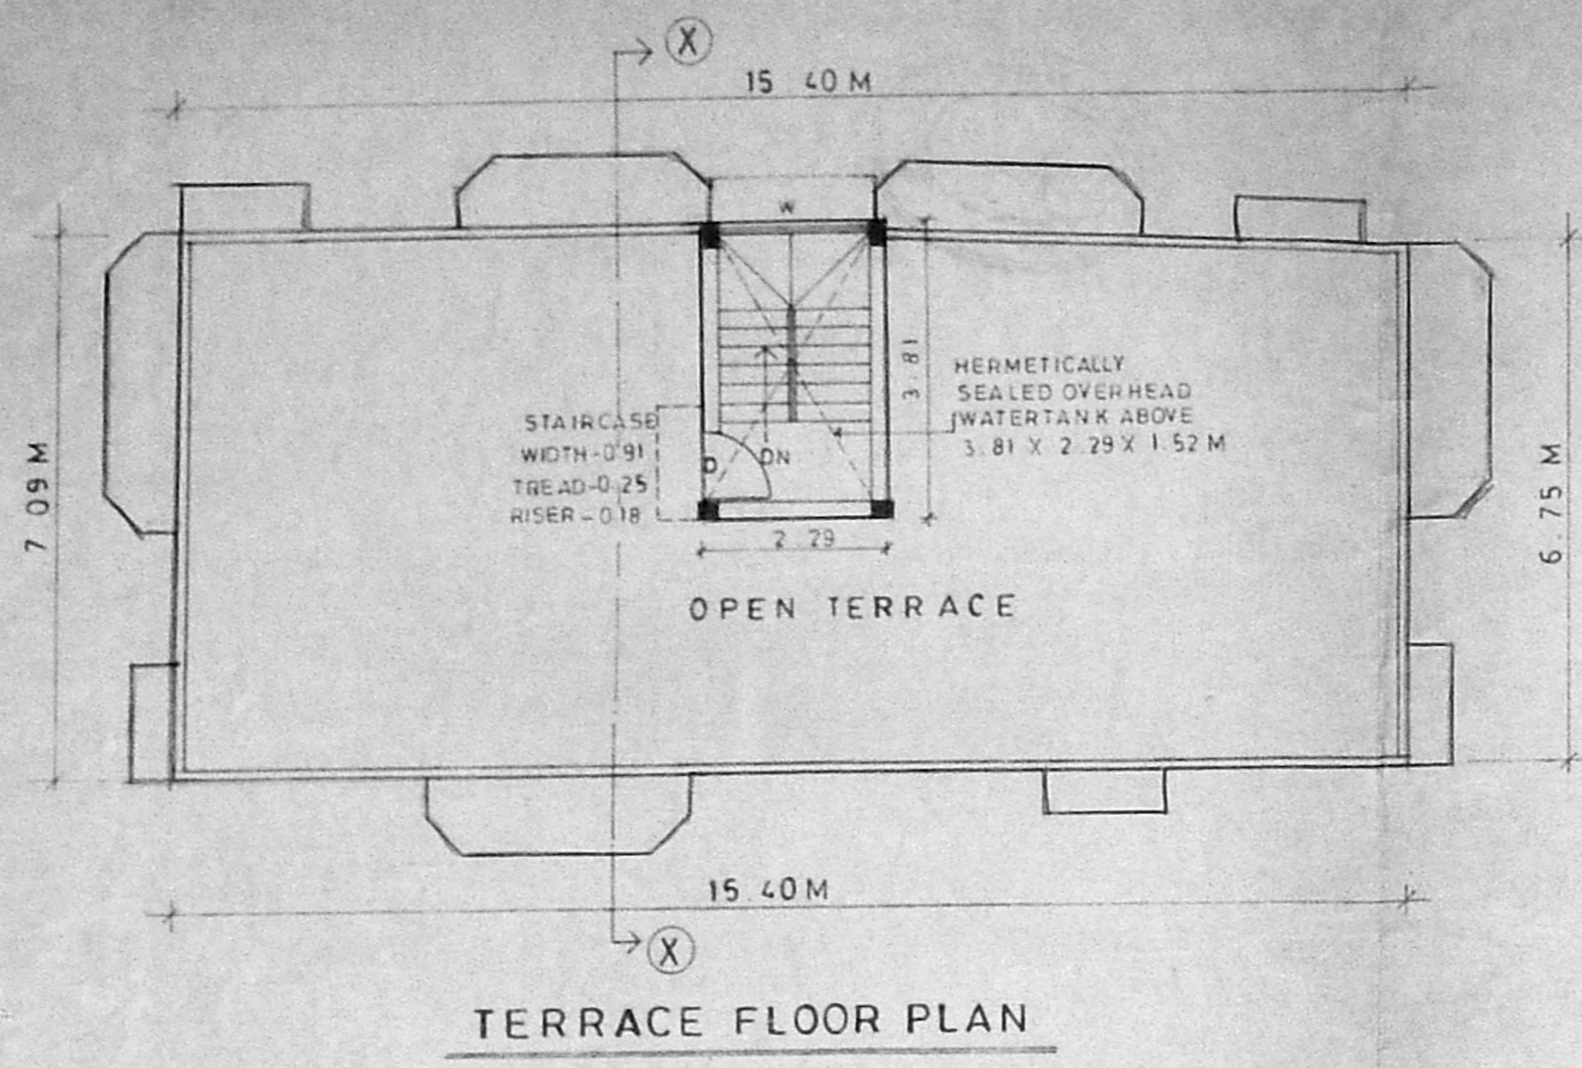 X
15 40 M
W
HERMETICALLY
SEALED OVERHEAD
WATERTANK ABOVE
3.81 X 2.29 X 1.52 M
3.81
STAIRCASE
WIDTH-0.91
TREAD-0.25
RISER-0.18
D
DN
2.29
7 09 M
6.75 M
OPEN TERRACE
15.40 M
X
TERRACE FLOOR PLAN